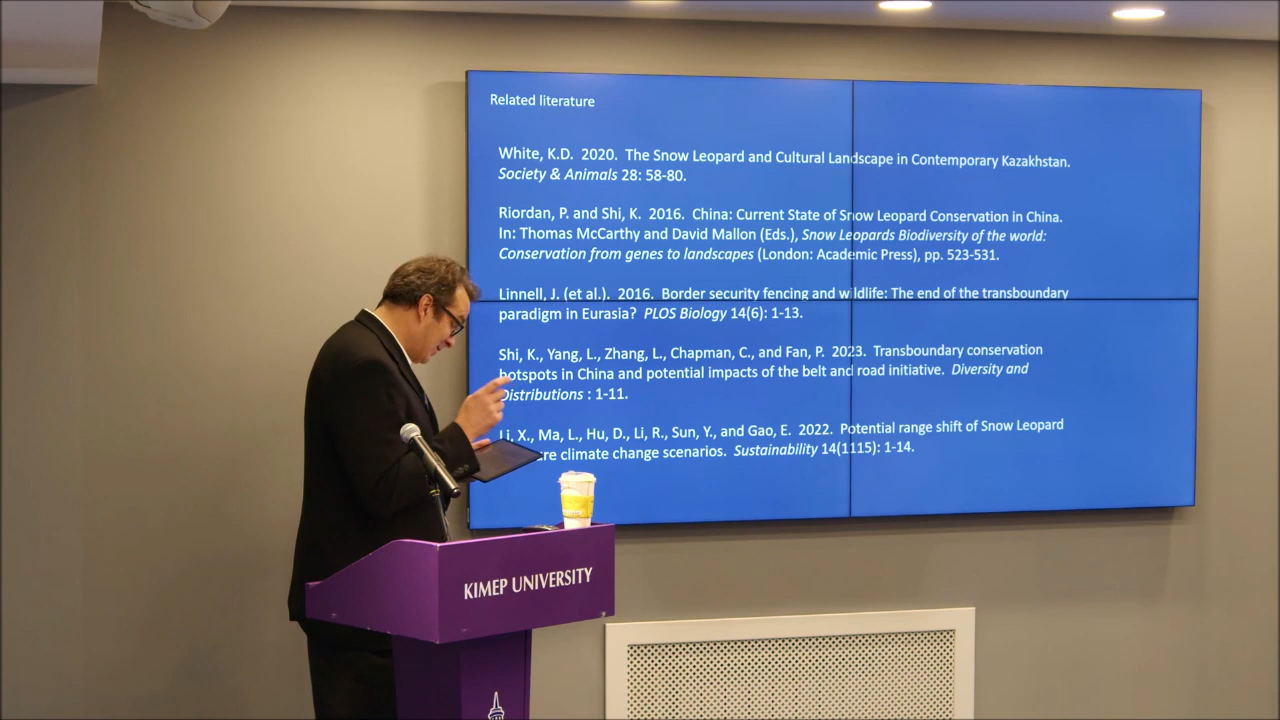 Related literature
White, K.D. 2020. The Snow Leopard and Cultural Landscape in Contemporary Kazakhstan.
Society & Animals 28: 58-80.
Riordan, P. and Shi, K. 2016. China: Current State of Snow Leopard Conservation in China.
In: Thomas McCarthy and David Mallon (Eds.), Snow Leopards Biodiversity of the world:
Conservation from genes to landscapes (London: Academic Press), pp. 523-531.
Linnell, J. (et al.). 2016. Border security fencing and wildlife: The end of the transboundary
paradigm in Eurasia? PLOS Biology 14(6): 1-13.
Shi, K., Yang, L., Zhang, L., Chapman, C., and Fan, P. 2023. Transboundary conservation
hotspots in China and potential impacts of the belt and road initiative. Diversity and
Distributions : 1-11.
Li, X., Ma, L., Hu, D., Li, R., Sun, Y., and Gao, E. 2022. Potential range shift of Snow Leopard
climate change scenarios. Sustainability 14(1115): 1-14.
KIMEP UNIVERSITY